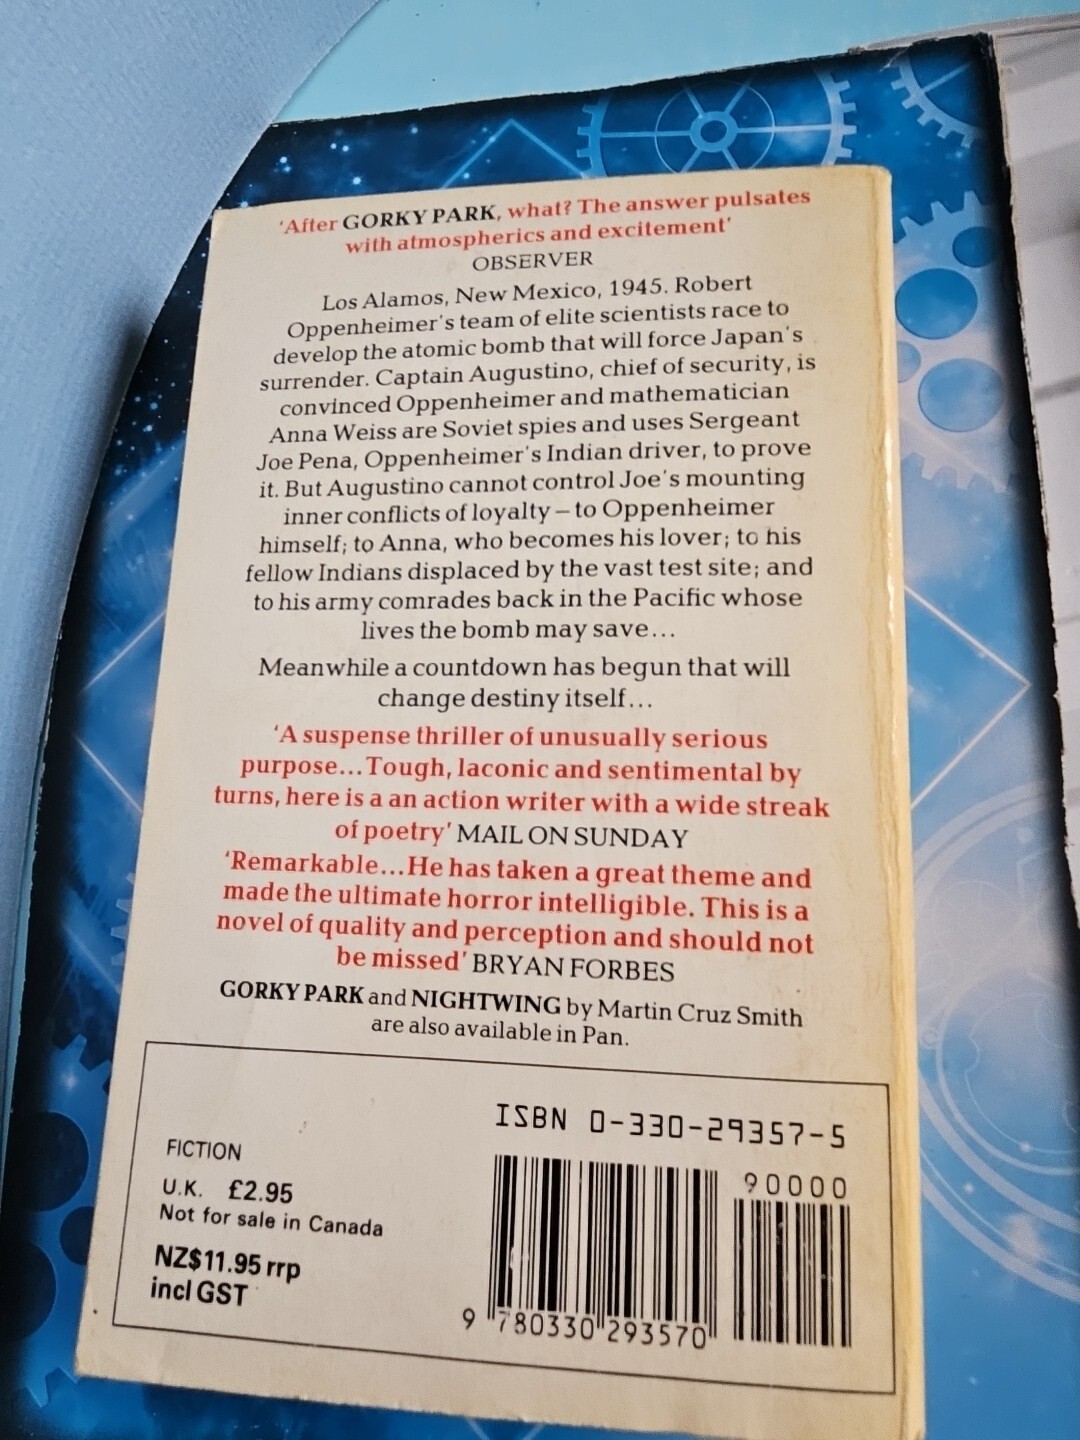 'After GORKY PARK, what? The answer pulsates
with atmospherics and excitement'
OBSERVER
Los Alamos, New Mexico, 1945. Robert
Oppenheimer's team of elite scientists race to
develop the atomic bomb that will force Japan's
surrender. Captain Augustino, chief of security, is
convinced Oppenheimer and mathematician
Anna Weiss are Soviet spies and uses Sergeant
Joe Pena, Oppenheimer's Indian driver, to prove
it. But Augustino cannot control Joe's mounting
inner conflicts of loyalty – to Oppenheimer
himself; to Anna, who becomes his lover; to his
fellow Indians displaced by the vast test site; and
to his army comrades back in the Pacific whose
lives the bomb may save...
Meanwhile a countdown has begun that will
change destiny itself...
'A suspense thriller of unusually serious
purpose...Tough, laconic and sentimental by
turns, here is a an action writer with a wide streak
of poetry' MAIL ON SUNDAY
'Remarkable...He has taken a great theme and
made the ultimate horror intelligible. This is a
novel of quality and perception and should not
be missed' BRYAN FORBES
GORKY PARK and NIGHTWING by Martin Cruz Smith
are also available in Pan.
ISBN 0-330-29357-5
90000
FICTION
U.K. £2.95
Not for sale in Canada
NZ$11.95 rrp
incl GST
9 780330 293570